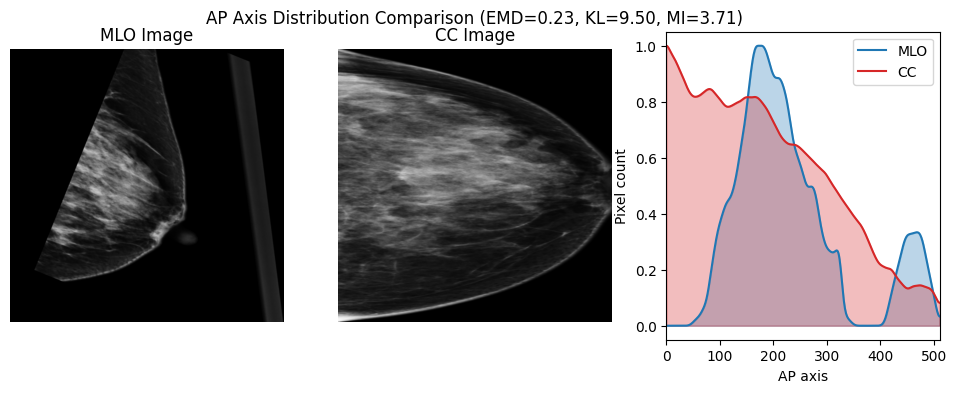 AP Axis Distribution Comparison (EMD=0.23, KL=9.50, MI=3.71)
MLO Image
CC Image
MLO
CC
Pixel count
1.0
0.8
0.6
0.4
0.2
0.0
0 100 200 300 400 500
AP axis